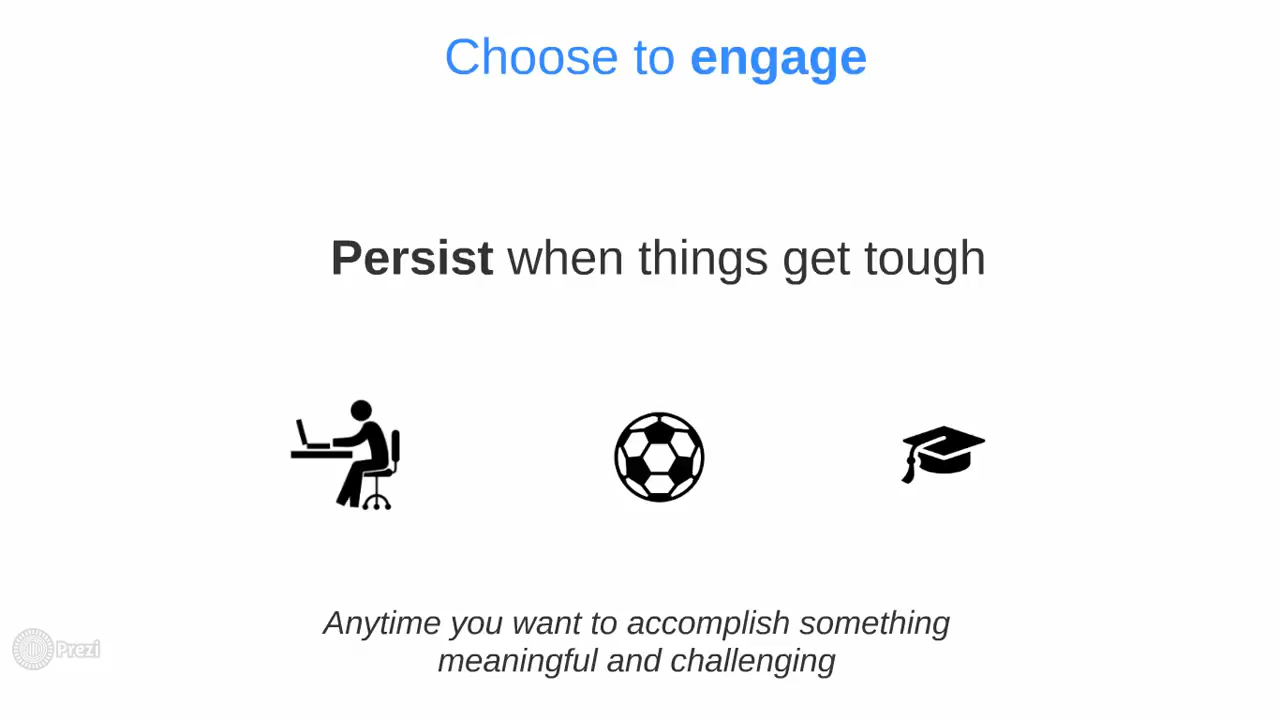 Choose to engage
Persist when things get tough
Anytime you want to accomplish something
meaningful and challenging
Prezi